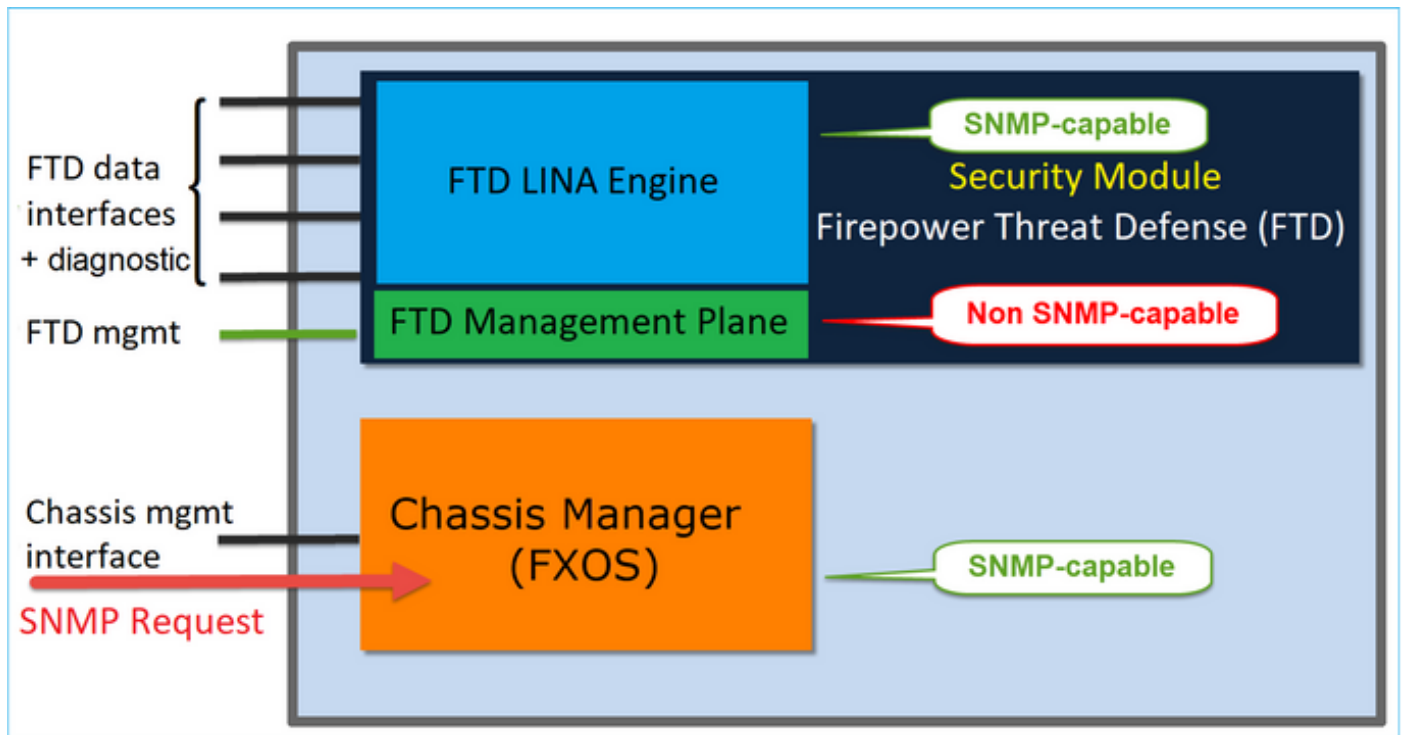 FTD data
interfaces
+ diagnostic
FTD mgmt
FTD LINA Engine
FTD Management Plane
SNMP-capable
Security Module
Firepower Threat Defense (FTD)
Non SNMP-capable
Chassis mgmt
interface
SNMP Request
Chassis Manager
(FXOS)
SNMP-capable